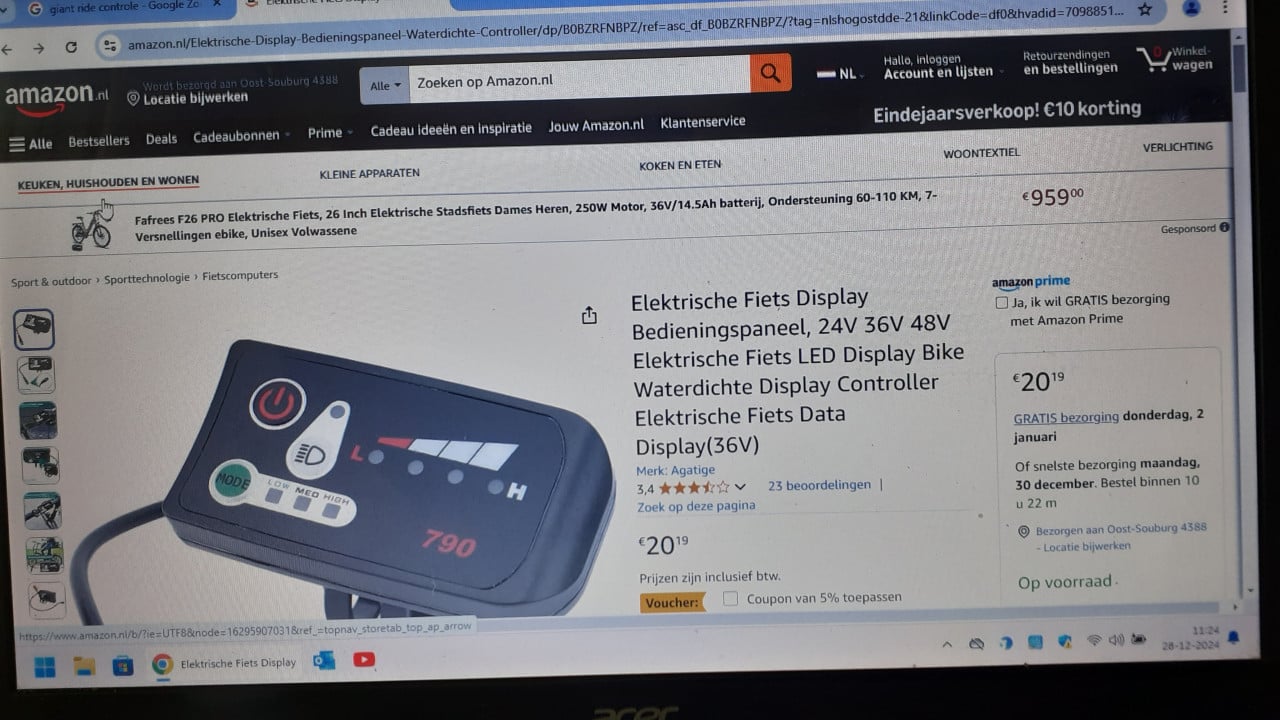 giant ride controle - Google Zo
amazon.nl/Elektrische-Display-Bedieningspaneel-Waterdichte-Controller/dp/B0BZRFNBPZ/ref=asc_df_B0BZRFNBPZ/?tag=nlshogostdde-21&linkCode=df0&hvadid=7098851...
amazon.nl
Wordt bezorgd aan Oost-Souburg 4388
Locatie bijwerken
Alle
Zoeken op Amazon.nl
NL
Hallo, inloggen
Account en lijsten
Retourzendingen
en bestellingen
0
Winkel-
wagen
Alle Bestsellers Deals Cadeaubonnen Prime Cadeau ideeën en inspiratie Jouw Amazon.nl Klantenservice
Eindejaarsverkoop! €10 korting
KEUKEN, HUISHOUDEN EN WONEN KLEINE APPARATEN KOKEN EN ETEN WOONTEXTIEL VERLICHTING
Fafrees F26 PRO Elektrische Fiets, 26 Inch Elektrische Stadsfiets Dames Heren, 250W Motor, 36V/14.5Ah batterij, Ondersteuning 60-110 KM, 7-
Versnellingen ebike, Unisex Volwassene
€959⁰⁰
Gesponsord
Sport & outdoor › Sporttechnologie › Fietscomputers
L
H
MODE
LOW MED HIGH
790
Elektrische Fiets Display
Bedieningspaneel, 24V 36V 48V
Elektrische Fiets LED Display Bike
Waterdichte Display Controller
Elektrische Fiets Data
Display(36V)
Merk: Agatige
3,4
23 beoordelingen |
Zoek op deze pagina
€20¹⁹
Prijzen zijn inclusief btw.
Voucher: Coupon van 5% toepassen
amazon prime
Ja, ik wil GRATIS bezorging
met Amazon Prime
€20¹⁹
GRATIS bezorging donderdag, 2
januari
Of snelste bezorging maandag,
30 december. Bestel binnen 10
u 22 m
Bezorgen aan Oost-Souburg 4388
- Locatie bijwerken
Op voorraad
https://www.amazon.nl/b/?ie=UTF8&node=16295907031&ref_=topnav_storetab_top_ap_arrow
Elektrische Fiets Display
11:24
28-12-2024
acer